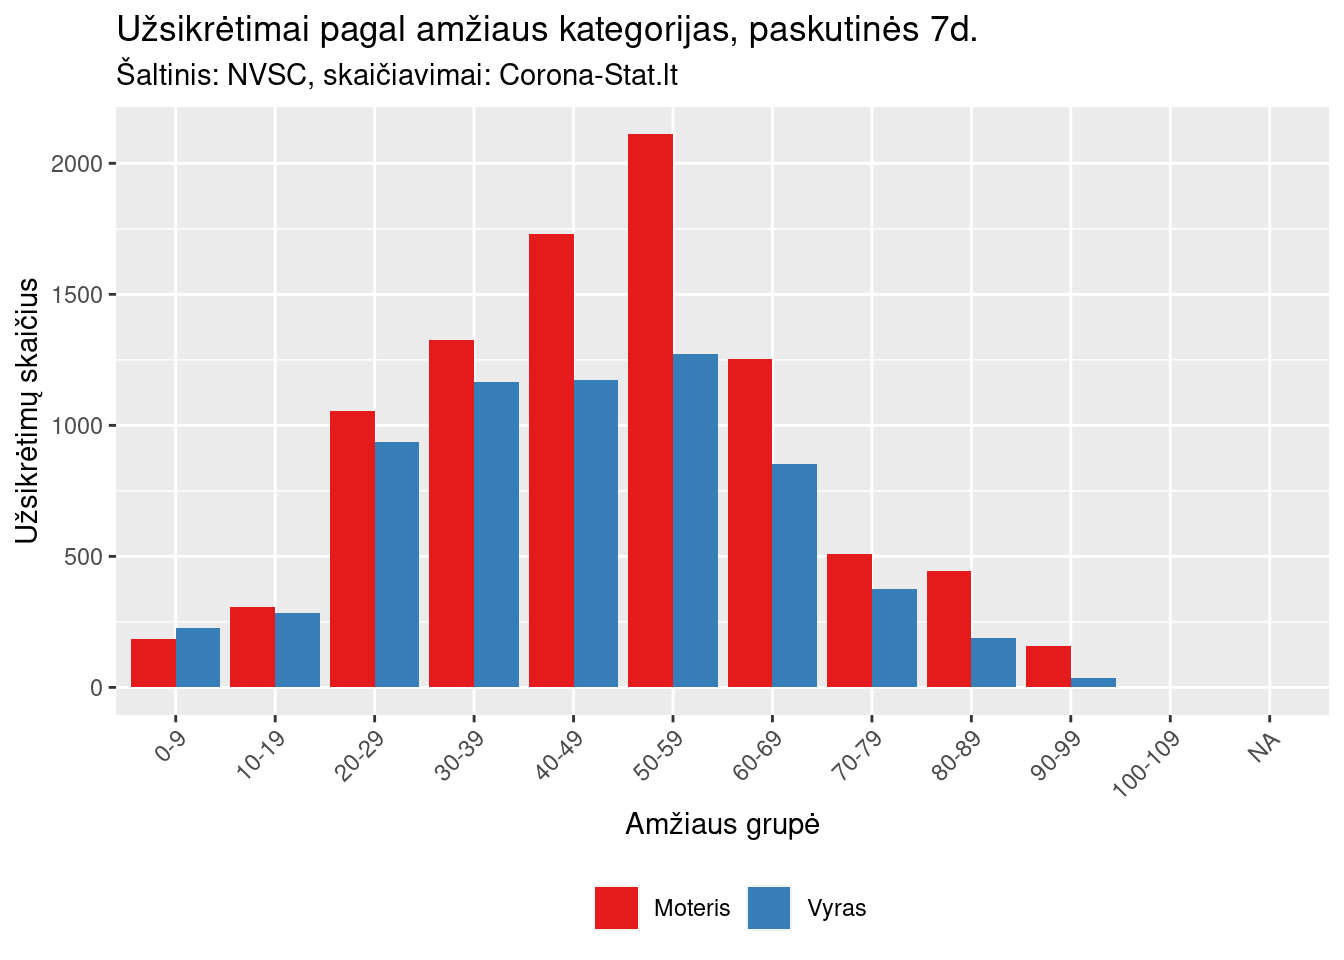 Užsikrėtimai pagal amžiaus kategorijas, paskutinės 7d.
Šaltinis: NVSC, skaičiavimai: Corona-Stat.lt
Užsikrėtimų skaičius
2000
1500
1000
500
0
0-9
10-19
20-29
30-39
40-49
50-59
60-69
70-79
80-89
90-99
100-109
NA
Amžiaus grupė
Moteris
Vyras